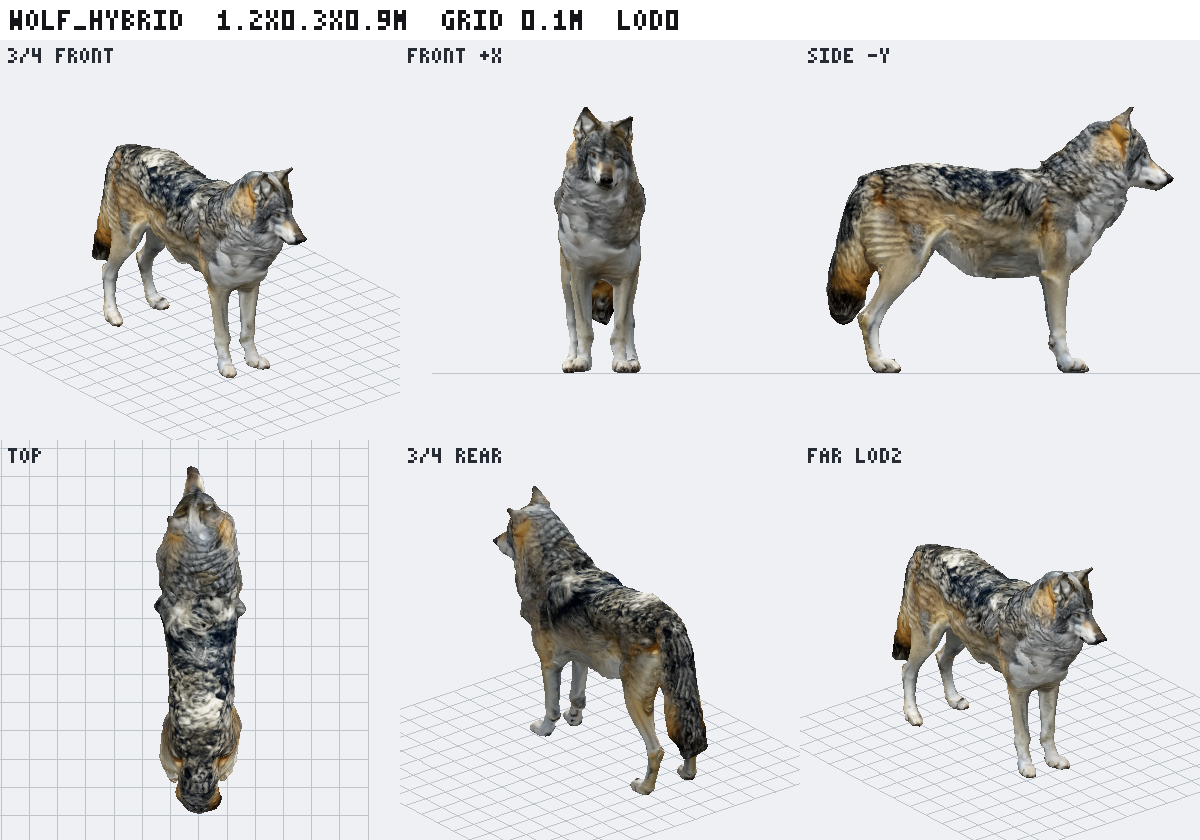 WOLF_HYBRID 1.2X0.3X0.9M GRID 0.1M LOD0
3/4 FRONT
FRONT +X
SIDE -Y
TOP
3/4 REAR
FAR LOD2